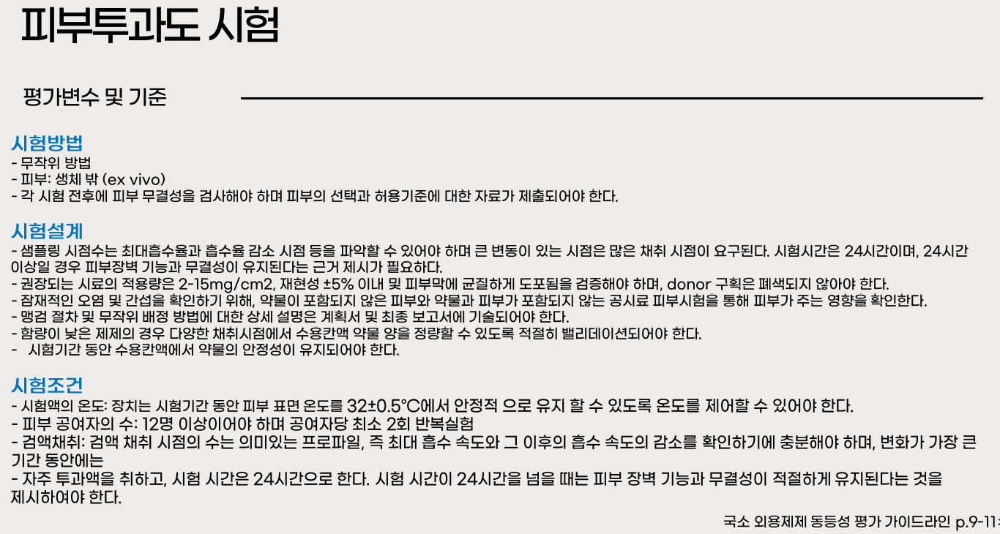 피부투과도 시험
평가변수 및 기준
시험방법
- 무작위 방법
- 피부: 생체 밖 (ex vivo)
- 각 시험 전후에 피부 무결성을 검사해야 하며 피부의 선택과 허용기준에 대한 자료가 제출되어야 한다.
시험설계
- 샘플링 시점수는 최대흡수율과 흡수율 감소 시점 등을 파악할 수 있어야 하며 큰 변동이 있는 시점은 많은 채취 시점이 요구된다. 시험시간은 24시간이며, 24시간
이상일 경우 피부장벽 기능과 무결성이 유지된다는 근거 제시가 필요하다.
- 권장되는 시료의 적용량은 2-15mg/cm2, 재현성 ±5% 이내 및 피부막에 균질하게 도포됨을 검증해야 하며, donor 구획은 폐색되지 않아야 한다.
- 잠재적인 오염 및 간섭을 확인하기 위해, 약물이 포함되지 않은 피부와 약물과 피부가 포함되지 않는 공시료 피부시험을 통해 피부가 주는 영향을 확인한다.
- 맹검 절차 및 무작위 배정 방법에 대한 상세 설명은 계획서 및 최종 보고서에 기술되어야 한다.
- 함량이 낮은 제제의 경우 다양한 채취시점에서 수용칸액 약물 양을 정량할 수 있도록 적절히 밸리데이션되어야 한다.
- 시험기간 동안 수용칸액에서 약물의 안정성이 유지되어야 한다.
시험조건
- 시험액의 온도: 장치는 시험기간 동안 피부 표면 온도를 32±0.5℃에서 안정적 으로 유지 할 수 있도록 온도를 제어할 수 있어야 한다.
- 피부 공여자의 수: 12명 이상이어야 하며 공여자당 최소 2회 반복실험
- 검액채취: 검액 채취 시점의 수는 의미있는 프로파일, 즉 최대 흡수 속도와 그 이후의 흡수 속도의 감소를 확인하기에 충분해야 하며, 변화가 가장 큰
기간 동안에는
- 자주 투과액을 취하고, 시험 시간은 24시간으로 한다. 시험 시간이 24시간을 넘을 때는 피부 장벽 기능과 무결성이 적절하게 유지된다는 것을
제시하여야 한다.
국소 외용제제 동등성 평가 가이드라인 p.9-11